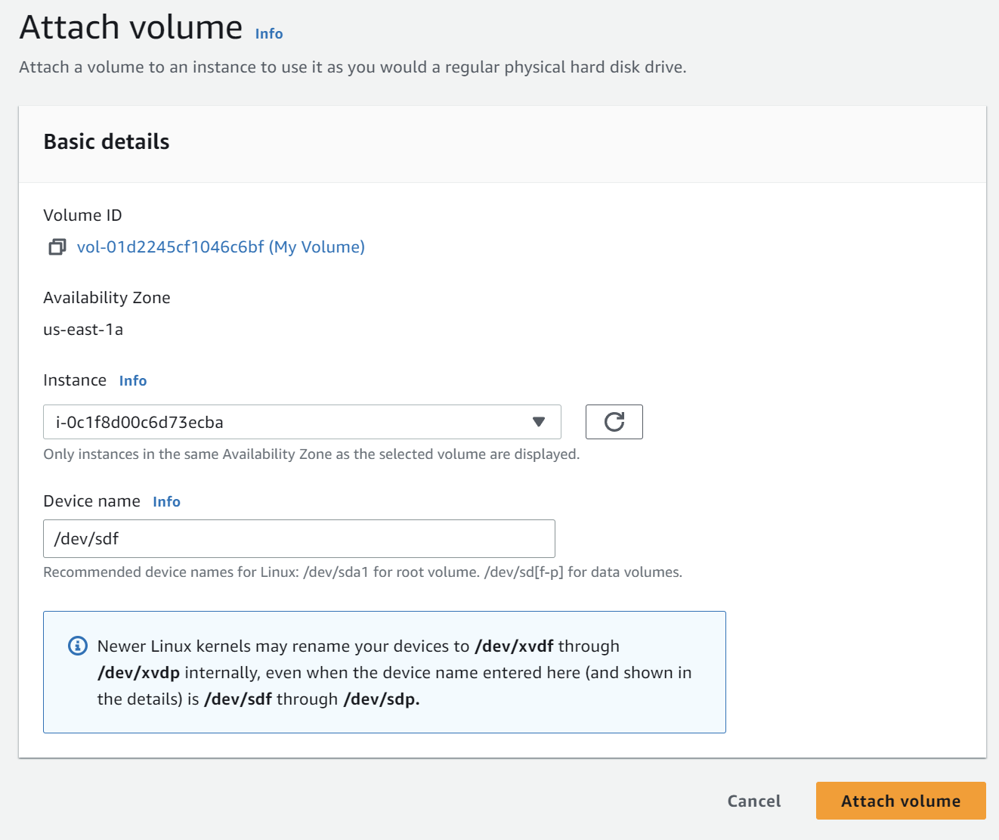 Attach volume Info
Attach a volume to an instance to use it as you would a regular physical hard disk drive.
Basic details
Volume ID
vol-01d2245cf1046c6bf (My Volume)
Availability Zone
us-east-1a
Instance Info
i-0c1f8d00c6d73ecba
Only instances in the same Availability Zone as the selected volume are displayed.
Device name Info
/dev/sdf
Recommended device names for Linux: /dev/sda1 for root volume. /dev/sd[f-p] for data volumes.
Newer Linux kernels may rename your devices to /dev/xvdf through
/dev/xvdp internally, even when the device name entered here (and shown in
the details) is /dev/sdf through /dev/sdp.
Cancel Attach volume